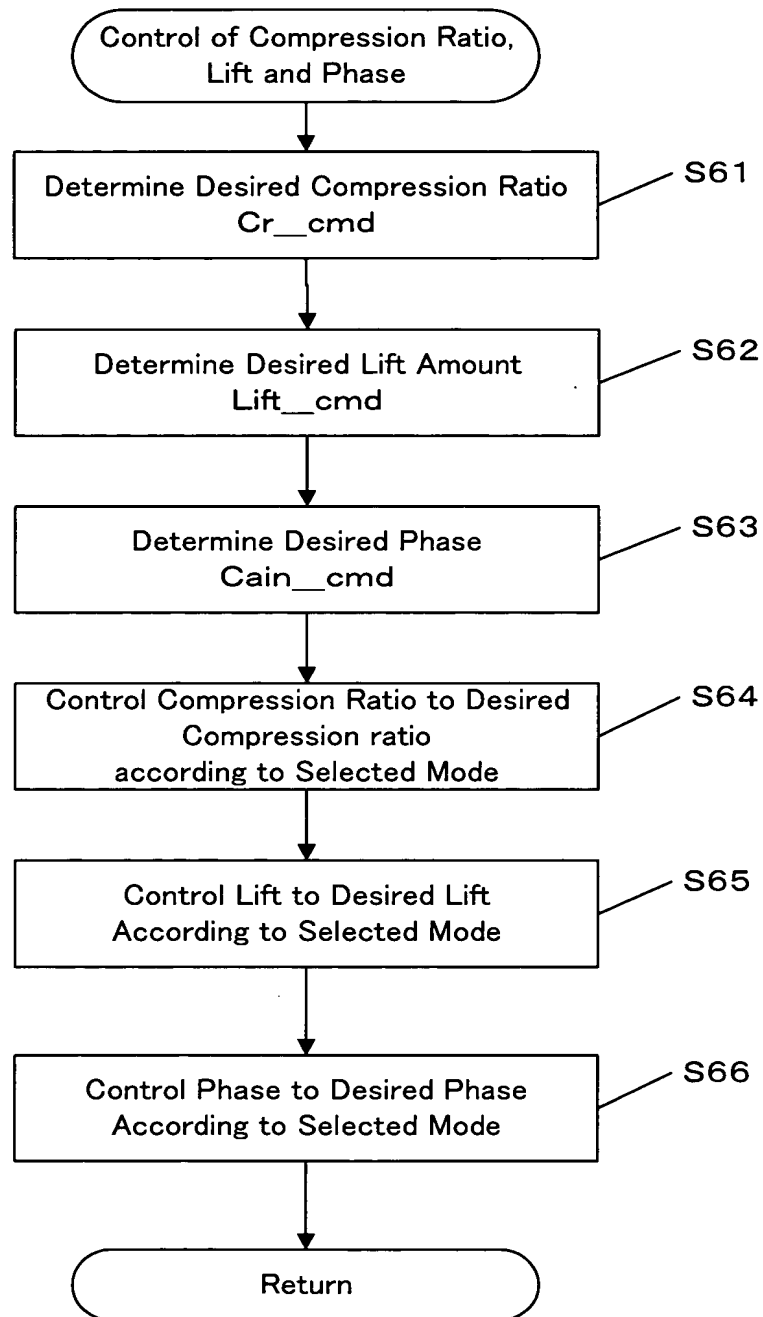 Control of Compression Ratio,
Lift and Phase
Determine Desired Compression Ratio
Cr__cmd
S61
Determine Desired Lift Amount
Lift__cmd
S62
Determine Desired Phase
Cain__cmd
S63
Control Compression Ratio to Desired
Compression ratio
according to Selected Mode
S64
Control Lift to Desired Lift
According to Selected Mode
S65
Control Phase to Desired Phase
According to Selected Mode
S66
Return